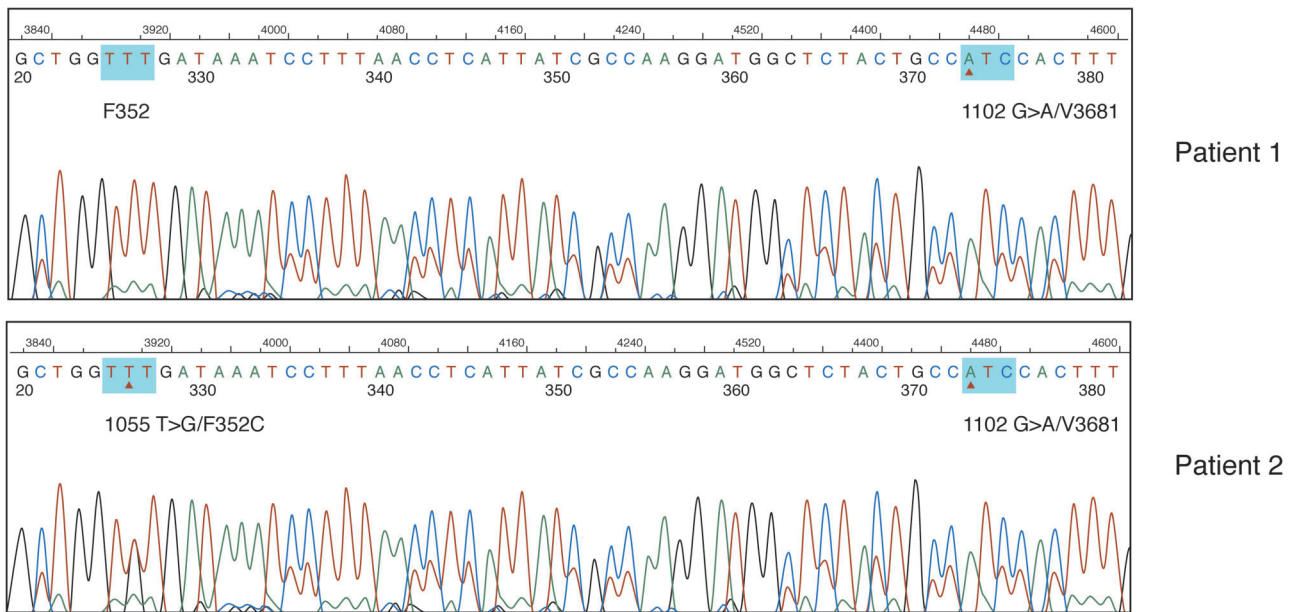 3840 3920 4000 4080 4160 4240 4520 4400 4480 4600
GCTGGTTTGATAAATCCTTTAACCTCATTATCGCCAAGGATGGCTCTACTGCCATCCACTTT
20 330 340 350 360 370 380
F352 1102 G>A/V3681
Patient 1
3840 3920 4000 4080 4160 4240 4520 4400 4480 4600
GCTGGTTTGATAAATCCTTTAACCTCATTATCGCCAAGGATGGCTCTACTGCCATCCACTTT
20 330 340 350 360 370 380
1055 T>G/F352C 1102 G>A/V3681
Patient 2